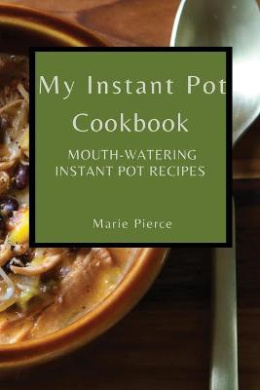 My Instant Pot
Cookbook
MOUTH-WATERING
INSTANT POT RECIPES
Marie Pierce